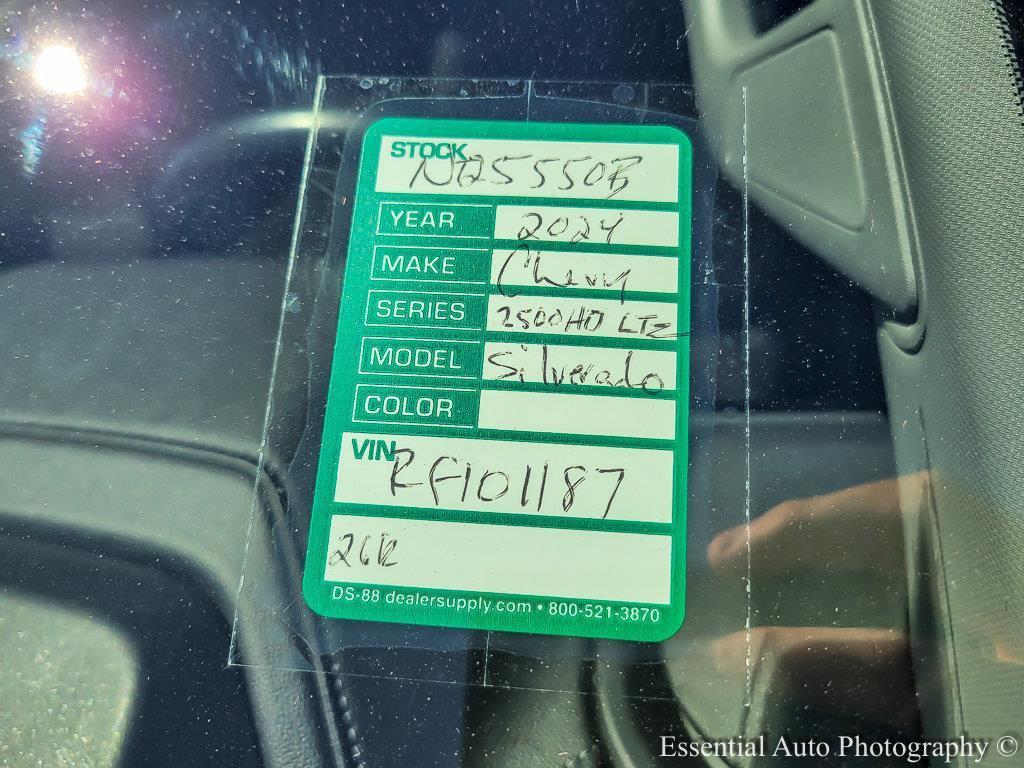 STOCK
N25550B
YEAR 2024
MAKE Chevy
SERIES 2500HD LTZ
MODEL Silverado
COLOR
VIN
RF101187
26k
DS-88 dealersupply.com • 800-521-3870
Essential Auto Photography ©